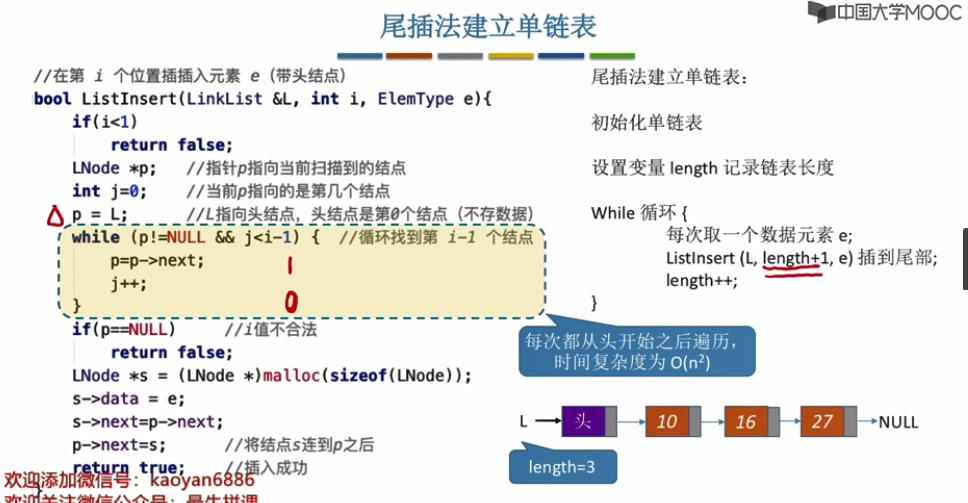 中国大学MOOC
尾插法建立单链表
//在第 i 个位置插插入元素 e（带头结点）
bool ListInsert(LinkList &L, int i, ElemType e){
if(i<1)
return false;
LNode *p; //指针p指向当前扫描到的结点
int j=0; //当前p指向的是第几个结点
p = L; //L指向头结点，头结点是第0个结点（不存数据）
while (p!=NULL && j<i-1) { //循环找到第 i-1 个结点
p=p->next;
j++;
}
1
0
if(p==NULL) //i值不合法
return false;
LNode *s = (LNode *)malloc(sizeof(LNode));
s->data = e;
s->next=p->next;
p->next=s; //将结点s连到p之后
return true; //插入成功
}
尾插法建立单链表：
初始化单链表
设置变量 length 记录链表长度
While 循环 {
每次取一个数据元素 e;
ListInsert (L, length+1, e) 插到尾部;
length++;
}
每次都从头开始之后遍历，
时间复杂度为 O(n²)
L 头 10 16 27 NULL
length=3
欢迎添加微信号：kaoyan6886